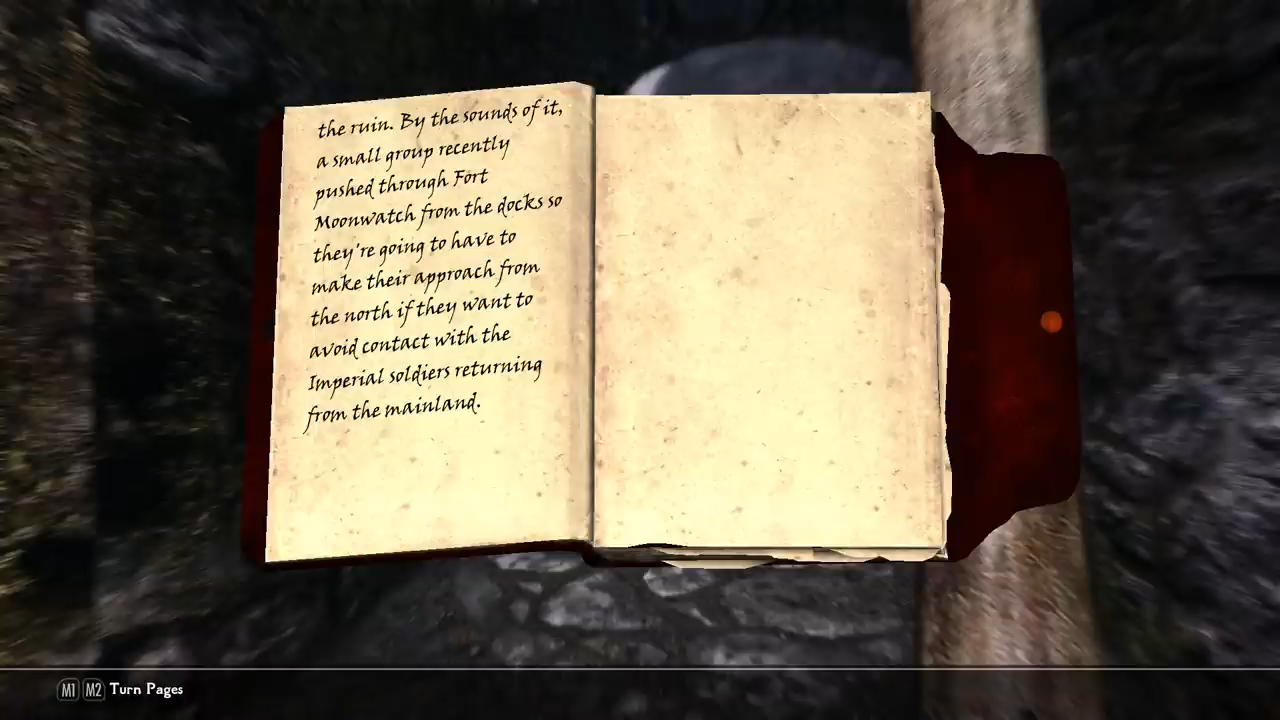 the ruin. By the sounds of it,
a small group recently
pushed through Fort
Moonwatch from the docks so
they're going to have to
make their approach from
the north if they want to
avoid contact with the
Imperial soldiers returning
from the mainland.
M1 M2 Turn Pages